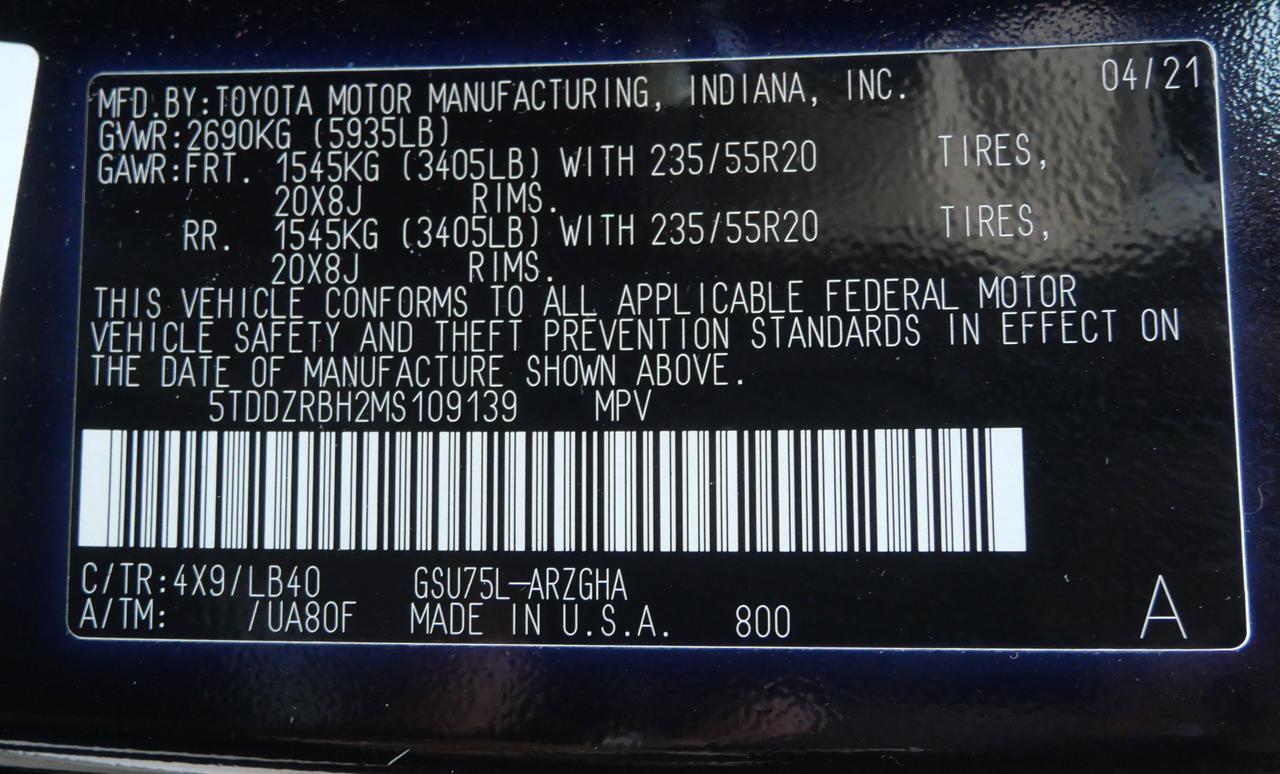 MFD.BY:TOYOTA MOTOR MANUFACTURING, INDIANA, INC. 04/21
GVWR:2690KG (5935LB)
GAWR:FRT. 1545KG (3405LB) WITH 235/55R20 TIRES,
20X8J RIMS.
RR. 1545KG (3405LB) WITH 235/55R20 TIRES,
20X8J RIMS.
THIS VEHICLE CONFORMS TO ALL APPLICABLE FEDERAL MOTOR
VEHICLE SAFETY AND THEFT PREVENTION STANDARDS IN EFFECT ON
THE DATE OF MANUFACTURE SHOWN ABOVE.
5TDDZRBH2MS109139 MPV
C/TR:4X9/LB40 GSU75L-ARZGHA
A/TM: /UA80F MADE IN U.S.A. 800 A